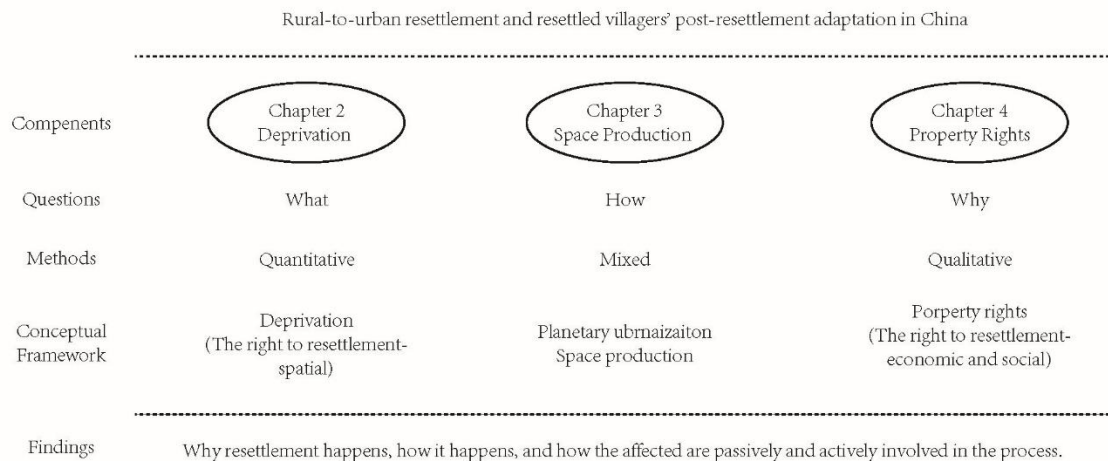 Rural-to-urban resettlement and resettled villagers' post-resettlement adaptation in China
Compenents
Chapter 2
Deprivation
Chapter 3
Space Production
Chapter 4
Property Rights
Questions
What
How
Why
Methods
Quantitative
Mixed
Qualitative
Conceptual
Framework
Deprivation
(The right to resettlement-
spatial)
Planetary ubrnaizaiton
Space production
Porperty rights
(The right to resettlement-
economic and social)
Findings
Why resettlement happens, how it happens, and how the affected are passively and actively involved in the process.